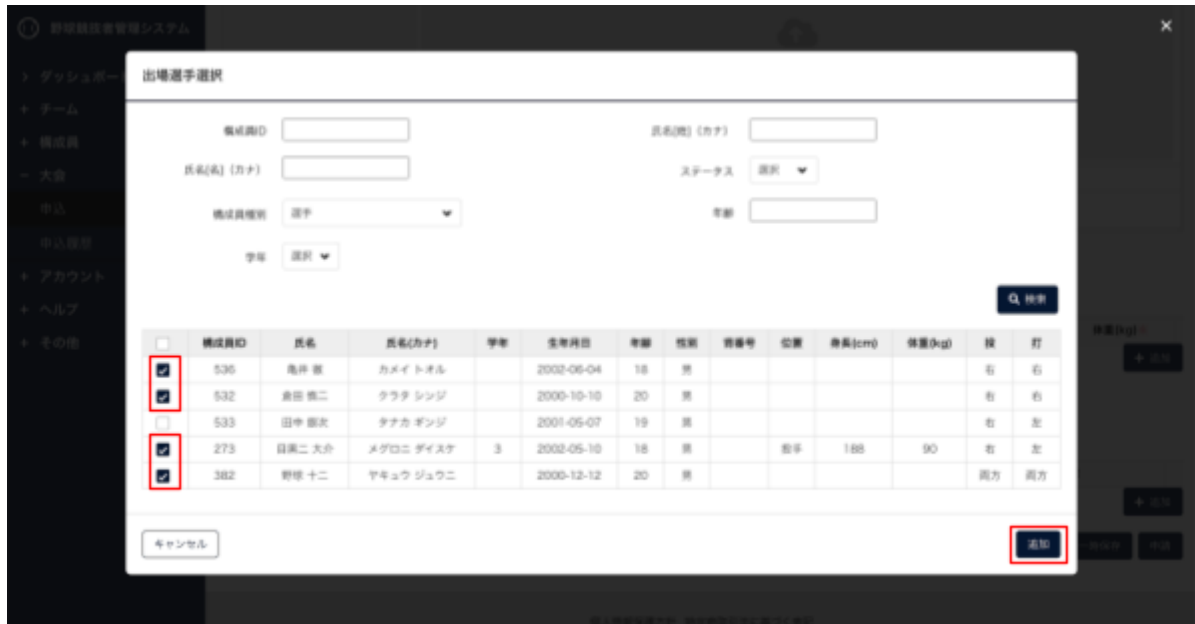 野球競技者管理システム
×
> ダッシュボード
+ チーム
+ 構成員
- 大会
申込
申込履歴
+ アカウント
+ ヘルプ
+ その他
出場選手選択
構成員ID
氏名(姓)(カナ)
氏名(名)(カナ)
ステータス 選択
構成員種別 選手
年齢
学年 選択
検索
構成員ID 氏名 氏名(カナ) 学年 生年月日 年齢 性別 背番号 位置 身長(cm) 体重(kg) 投 打
536 亀井 徹 カメイ トオル 2002-06-04 18 男 右 右
532 倉田 慎二 クラタ シンジ 2000-10-10 20 男 右 右
533 田中 銀次 タナカ ギンジ 2001-05-07 19 男 右 左
273 目黒二 大介 メグロニ ダイスケ 3 2002-05-10 18 男 投手 188 90 右 左
382 野球 十二 ヤキュウ ジュウニ 2000-12-12 20 男 両方 両方
キャンセル
追加
体重(kg)
+ 追加
+ 追加
一時保存
申請